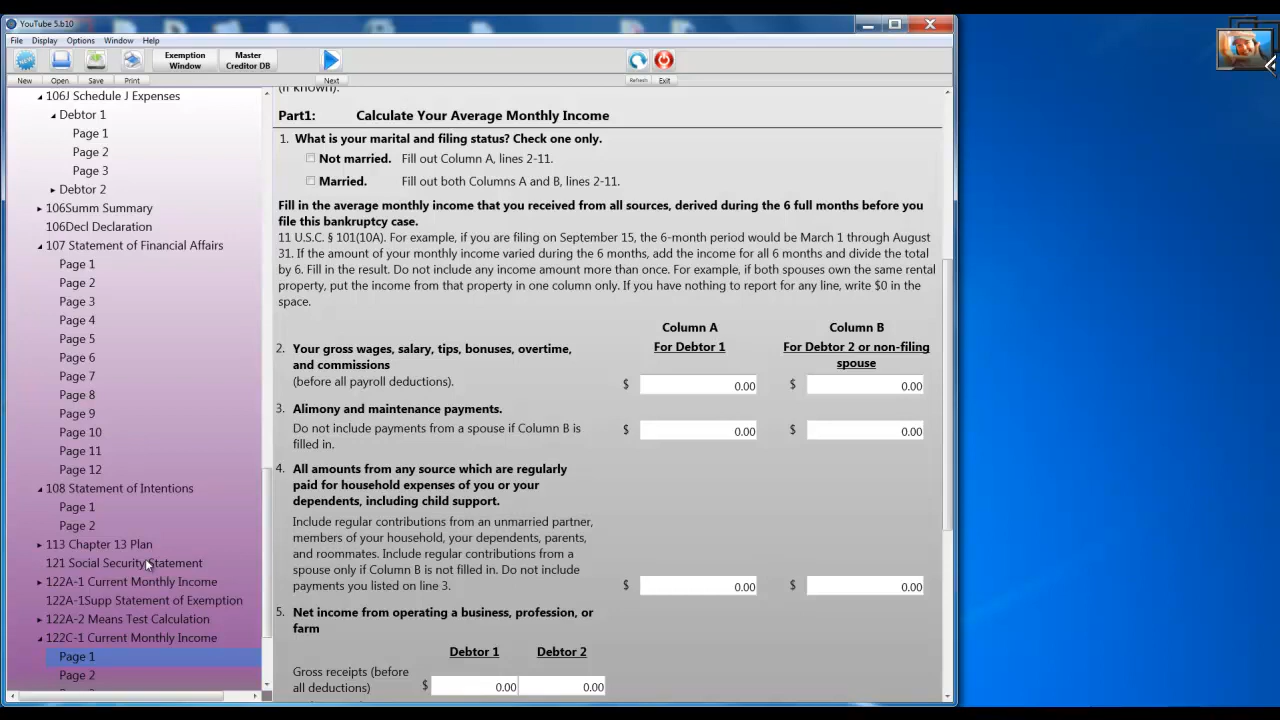 YouTube 5.b10
File Display Options Window Help
Exemption Window
Master Creditor DB
New Open Save Print Next Refresh Exit
106J Schedule J Expenses
Debtor 1
Page 1
Page 2
Page 3
Debtor 2
106Summ Summary
106Decl Declaration
107 Statement of Financial Affairs
Page 1
Page 2
Page 3
Page 4
Page 5
Page 6
Page 7
Page 8
Page 9
Page 10
Page 11
Page 12
108 Statement of Intentions
Page 1
Page 2
113 Chapter 13 Plan
121 Social Security Statement
122A-1 Current Monthly Income
122A-1Supp Statement of Exemption
122A-2 Means Test Calculation
122C-1 Current Monthly Income
Page 1
Page 2
(if known).
Part1: Calculate Your Average Monthly Income
1. What is your marital and filing status? Check one only.
Not married. Fill out Column A, lines 2-11.
Married. Fill out both Columns A and B, lines 2-11.
Fill in the average monthly income that you received from all sources, derived during the 6 full months before you
file this bankruptcy case.
11 U.S.C. § 101(10A). For example, if you are filing on September 15, the 6-month period would be March 1 through August
31. If the amount of your monthly income varied during the 6 months, add the income for all 6 months and divide the total
by 6. Fill in the result. Do not include any income amount more than once. For example, if both spouses own the same rental
property, put the income from that property in one column only. If you have nothing to report for any line, write $0 in the
space.
Column A Column B
For Debtor 1 For Debtor 2 or non-filing
spouse
2. Your gross wages, salary, tips, bonuses, overtime,
and commissions
(before all payroll deductions). $ 0.00 $ 0.00
3. Alimony and maintenance payments.
Do not include payments from a spouse if Column B is $ 0.00 $ 0.00
filled in.
4. All amounts from any source which are regularly
paid for household expenses of you or your
dependents, including child support.
Include regular contributions from an unmarried partner,
members of your household, your dependents, parents,
and roommates. Include regular contributions from a
spouse only if Column B is not filled in. Do not include
payments you listed on line 3. $ 0.00 $ 0.00
5. Net income from operating a business, profession, or
farm
Debtor 1 Debtor 2
Gross receipts (before
all deductions) $ 0.00 0.00